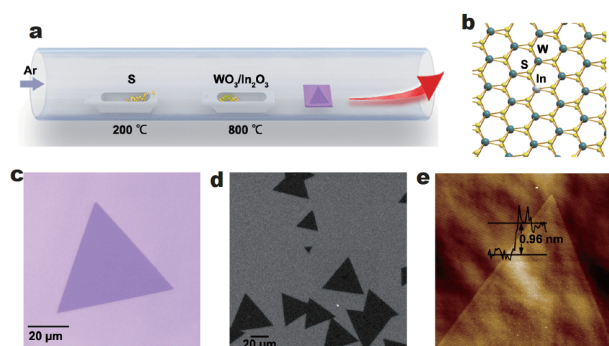 a
Ar
S
WO₃/In₂O₃
200 ℃
800 ℃
b
W
S
In
c
20 μm
d
20 μm
e
0.96 nm